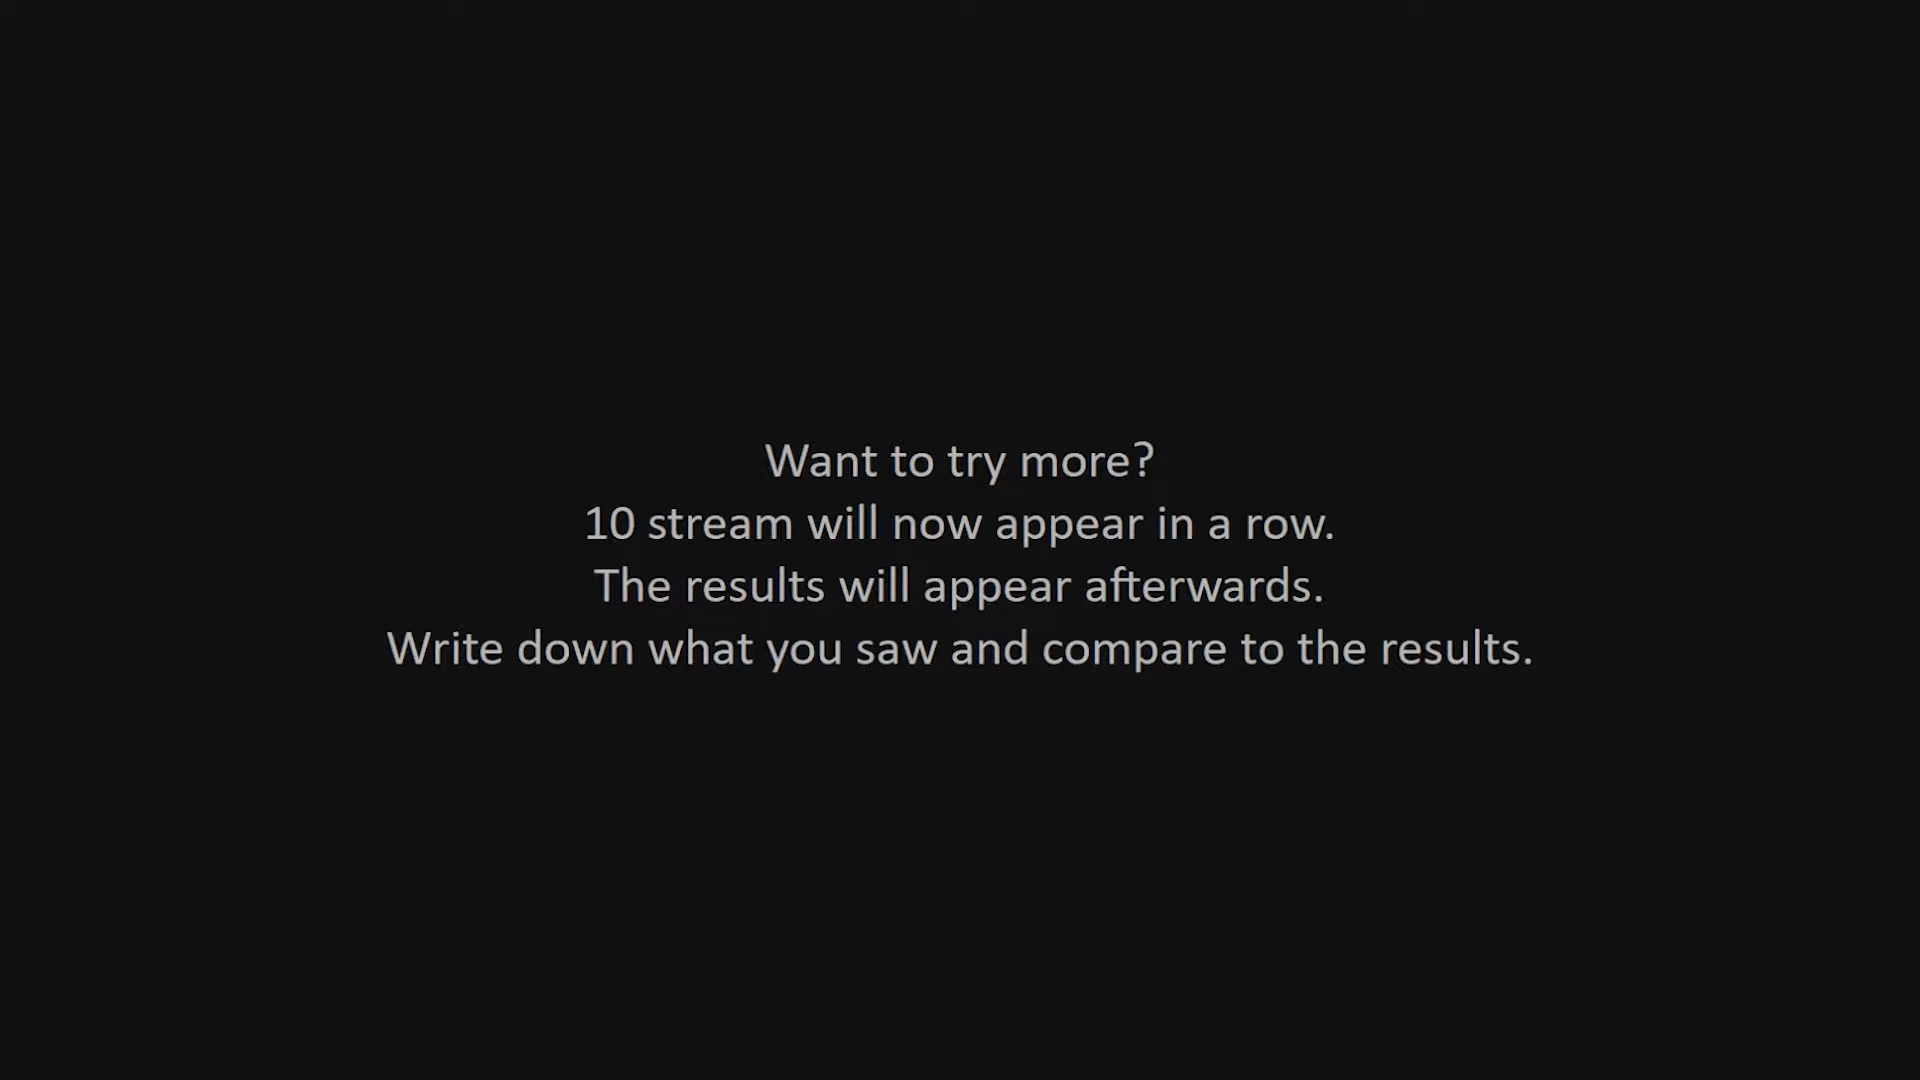 Want to try more?
10 stream will now appear in a row.
The results will appear afterwards.
Write down what you saw and compare to the results.